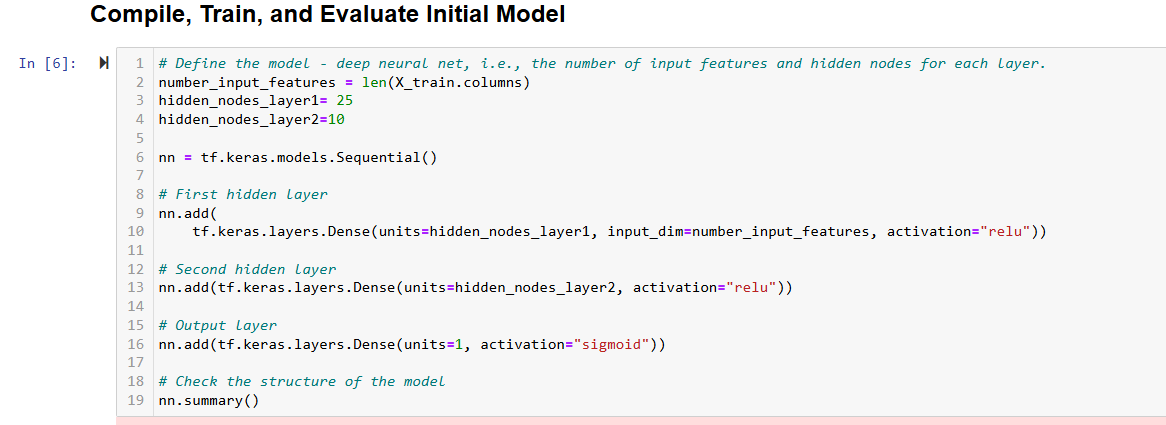 Compile, Train, and Evaluate Initial Model
In [6]:
1 # Define the model - deep neural net, i.e., the number of input features and hidden nodes for each layer.
2 number_input_features = len(X_train.columns)
3 hidden_nodes_layer1= 25
4 hidden_nodes_layer2=10
5
6 nn = tf.keras.models.Sequential()
7
8 # First hidden layer
9 nn.add(
10     tf.keras.layers.Dense(units=hidden_nodes_layer1, input_dim=number_input_features, activation="relu"))
11
12 # Second hidden layer
13 nn.add(tf.keras.layers.Dense(units=hidden_nodes_layer2, activation="relu"))
14
15 # Output layer
16 nn.add(tf.keras.layers.Dense(units=1, activation="sigmoid"))
17
18 # Check the structure of the model
19 nn.summary()